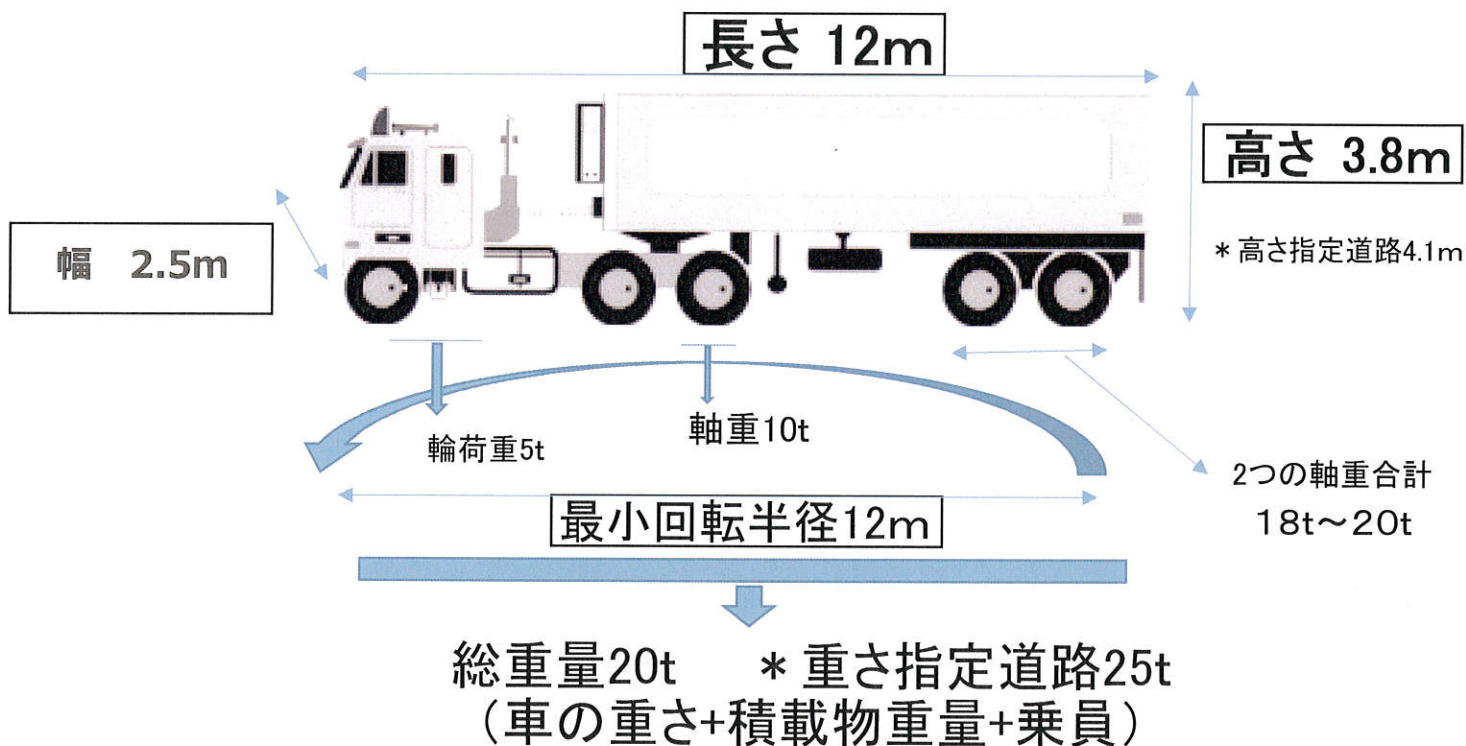 長さ 12m
高さ 3.8m
＊高さ指定道路4.1m
幅　2.5m
輪荷重5t
軸重10t
2つの軸重合計
18t～20t
最小回転半径12m
総重量20t　＊重さ指定道路25t
（車の重さ+積載物重量+乗員）